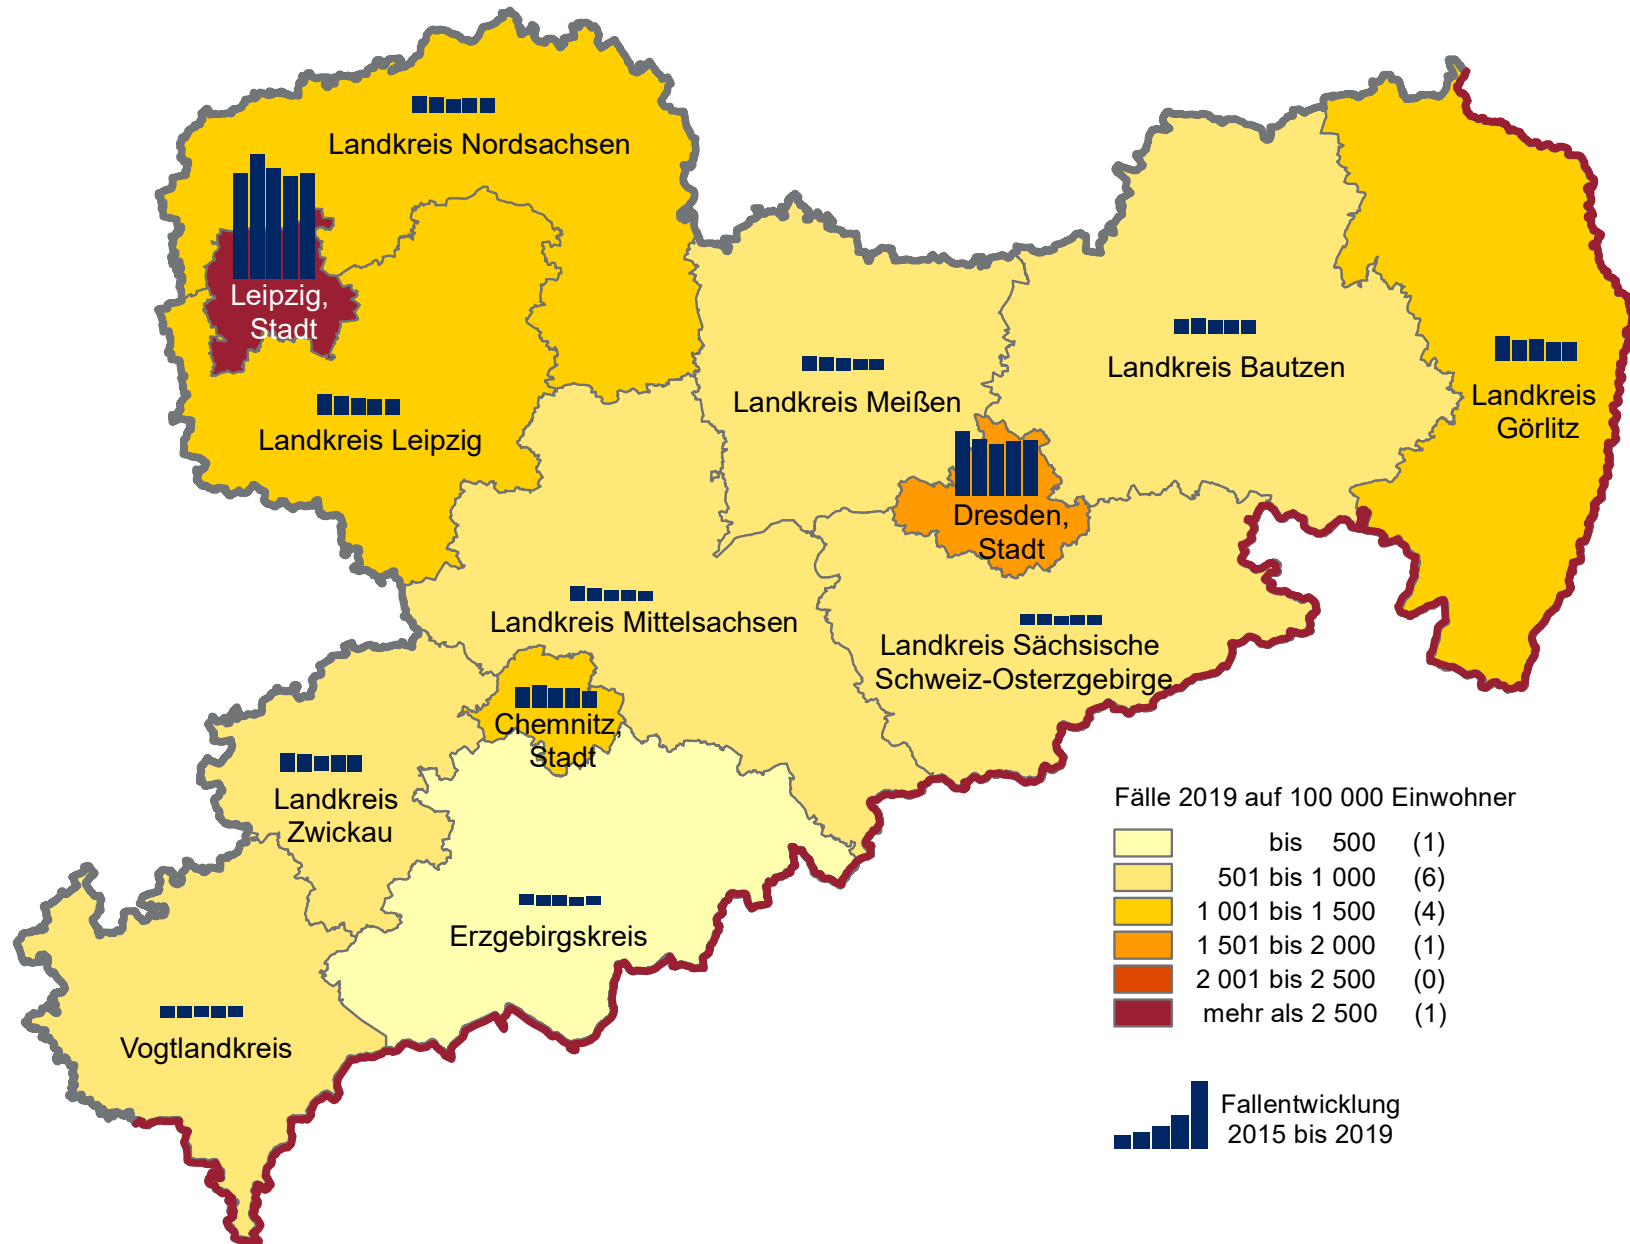 Landkreis Nordsachsen
Leipzig,
Stadt
Landkreis Leipzig
Landkreis Meißen
Landkreis Bautzen
Landkreis
Görlitz
Dresden,
Stadt
Landkreis Mittelsachsen
Landkreis Sächsische
Schweiz-Osterzgebirge
Chemnitz,
Stadt
Landkreis
Zwickau
Erzgebirgskreis
Vogtlandkreis
Fälle 2019 auf 100 000 Einwohner
bis 500 (1)
501 bis 1 000 (6)
1 001 bis 1 500 (4)
1 501 bis 2 000 (1)
2 001 bis 2 500 (0)
mehr als 2 500 (1)
Fallentwicklung
2015 bis 2019